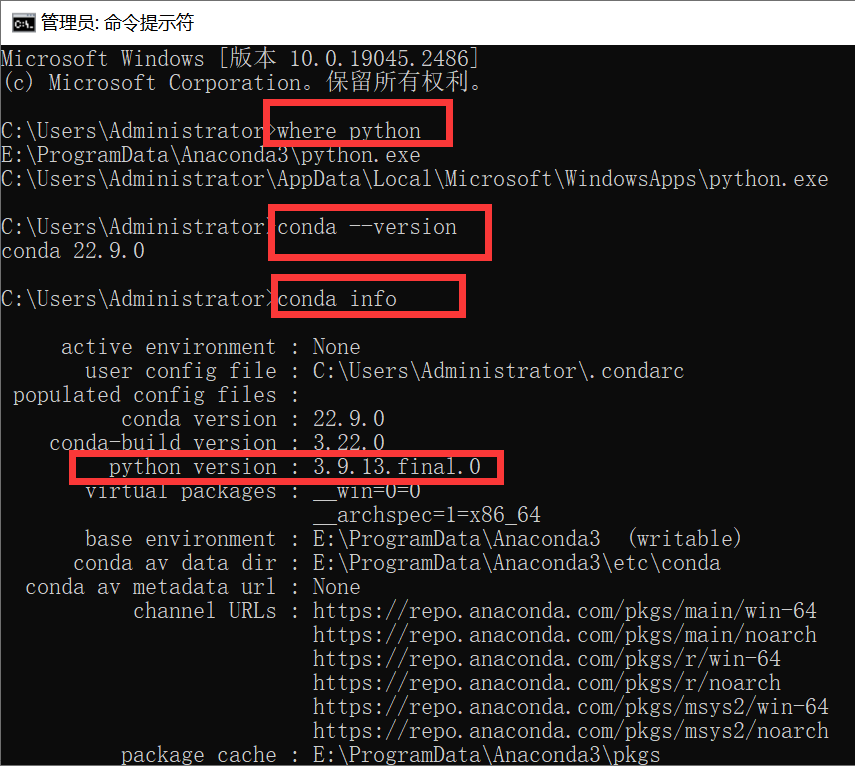 管理员: 命令提示符
Microsoft Windows [版本 10.0.19045.2486]
(c) Microsoft Corporation。保留所有权利。
C:\Users\Administrator>where python
E:\ProgramData\Anaconda3\python.exe
C:\Users\Administrator\AppData\Local\Microsoft\WindowsApps\python.exe
C:\Users\Administrator>conda --version
conda 22.9.0
C:\Users\Administrator>conda info
active environment : None
user config file : C:\Users\Administrator\.condarc
populated config files :
conda version : 22.9.0
conda-build version : 3.22.0
python version : 3.9.13.final.0
virtual packages : __win=0=0
__archspec=1=x86_64
base environment : E:\ProgramData\Anaconda3  (writable)
conda av data dir : E:\ProgramData\Anaconda3\etc\conda
conda av metadata url : None
channel URLs : https://repo.anaconda.com/pkgs/main/win-64
https://repo.anaconda.com/pkgs/main/noarch
https://repo.anaconda.com/pkgs/r/win-64
https://repo.anaconda.com/pkgs/r/noarch
https://repo.anaconda.com/pkgs/msys2/win-64
https://repo.anaconda.com/pkgs/msys2/noarch
package cache : E:\ProgramData\Anaconda3\pkgs